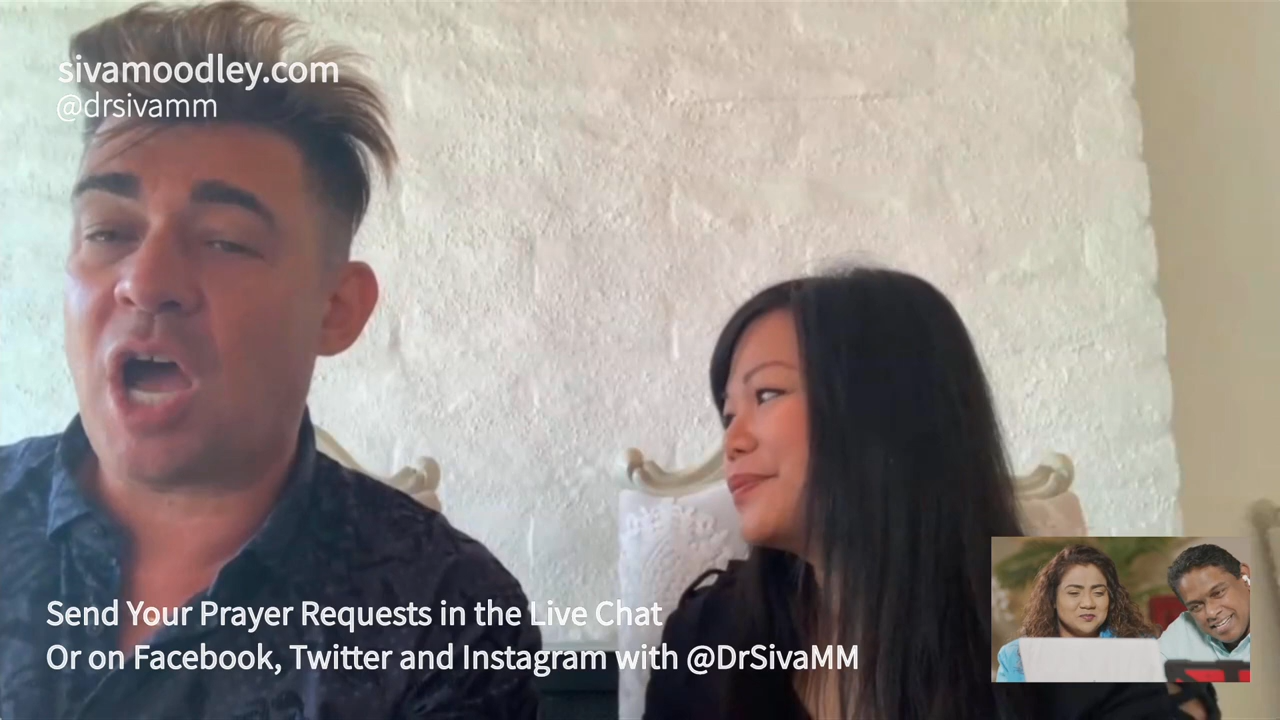 sivamoodley.com
@drsivamm
Send Your Prayer Requests in the Live Chat
Or on Facebook, Twitter and Instagram with @DrSivaMM